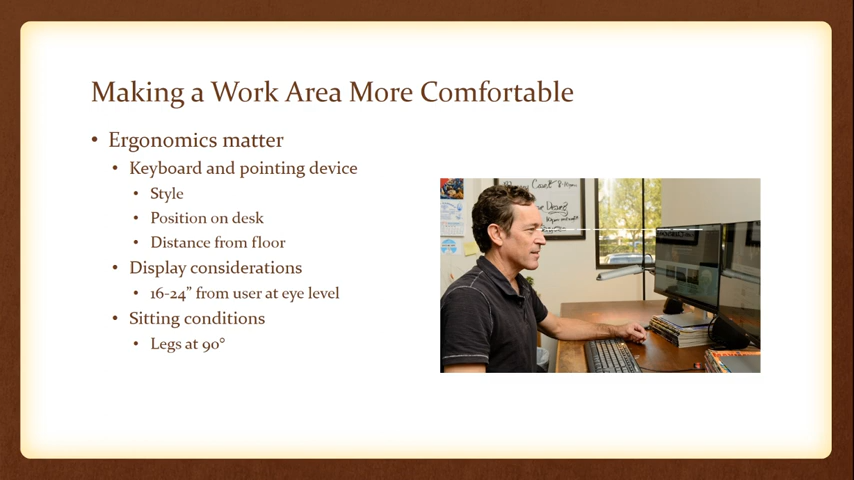 Making a Work Area More Comfortable
• Ergonomics matter
• Keyboard and pointing device
• Style
• Position on desk
• Distance from floor
• Display considerations
• 16-24” from user at eye level
• Sitting conditions
• Legs at 90°